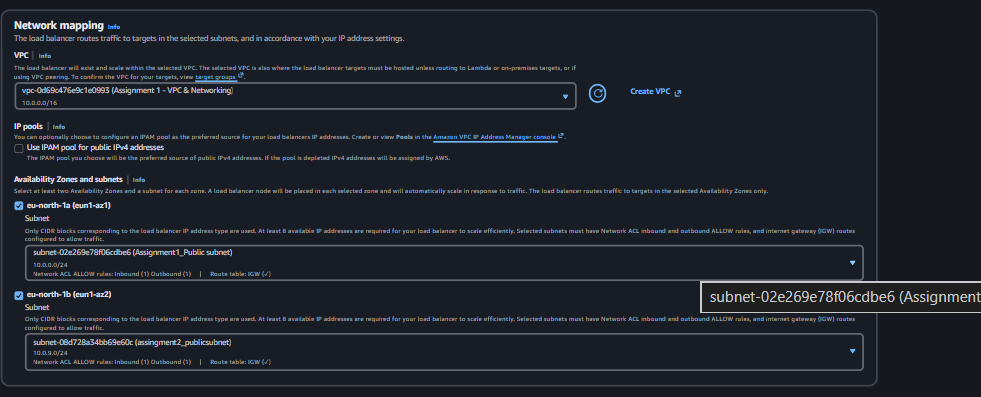 Network mapping Info
The load balancer routes traffic to targets in the selected subnets, and in accordance with your IP address settings.
VPC | Info
The load balancer will exist and scale within the selected VPC. The selected VPC is also where the load balancer targets must be hosted unless routing to Lambda or on-premises targets, or if
using VPC peering. To confirm the VPC for your targets, view target groups.
vpc-0d69c476e9c1e0993 (Assignment 1 - VPC & Networking)
10.0.0.0/16
Create VPC
IP pools | Info
You can optionally choose to configure an IPAM pool as the preferred source for your load balancers IP addresses. Create or view Pools in the Amazon VPC IP Address Manager console.
Use IPAM pool for public IPv4 addresses
The IPAM pool you choose will be the preferred source of public IPv4 addresses. If the pool is depleted IPv4 addresses will be assigned by AWS.
Availability Zones and subnets | Info
Select at least two Availability Zones and a subnet for each zone. A load balancer node will be placed in each selected zone and will automatically scale in response to traffic. The load balancer routes traffic to targets in the selected Availability Zones only.
eu-north-1a (eun1-az1)
Subnet
Only CIDR blocks corresponding to the load balancer IP address type are used. At least 8 available IP addresses are required for your load balancer to scale efficiently. Selected subnets must have Network ACL inbound and outbound ALLOW rules, and internet gateway (IGW) routes
configured to allow traffic.
subnet-02e269e78f06cdbe6 (Assignment1_Public subnet)
10.0.0.0/24
Network ACL ALLOW rules: Inbound (1) Outbound (1) | Route table: IGW (✓)
eu-north-1b (eun1-az2)
subnet-02e269e78f06cdbe6 (Assignment
Subnet
Only CIDR blocks corresponding to the load balancer IP address type are used. At least 8 available IP addresses are required for your load balancer to scale efficiently. Selected subnets must have Network ACL inbound and outbound ALLOW rules, and internet gateway (IGW) routes
configured to allow traffic.
subnet-08d728a34bb69e60c (assingment2_publicsubnet)
10.0.9.0/24
Network ACL ALLOW rules: Inbound (1) Outbound (1) | Route table: IGW (✓)